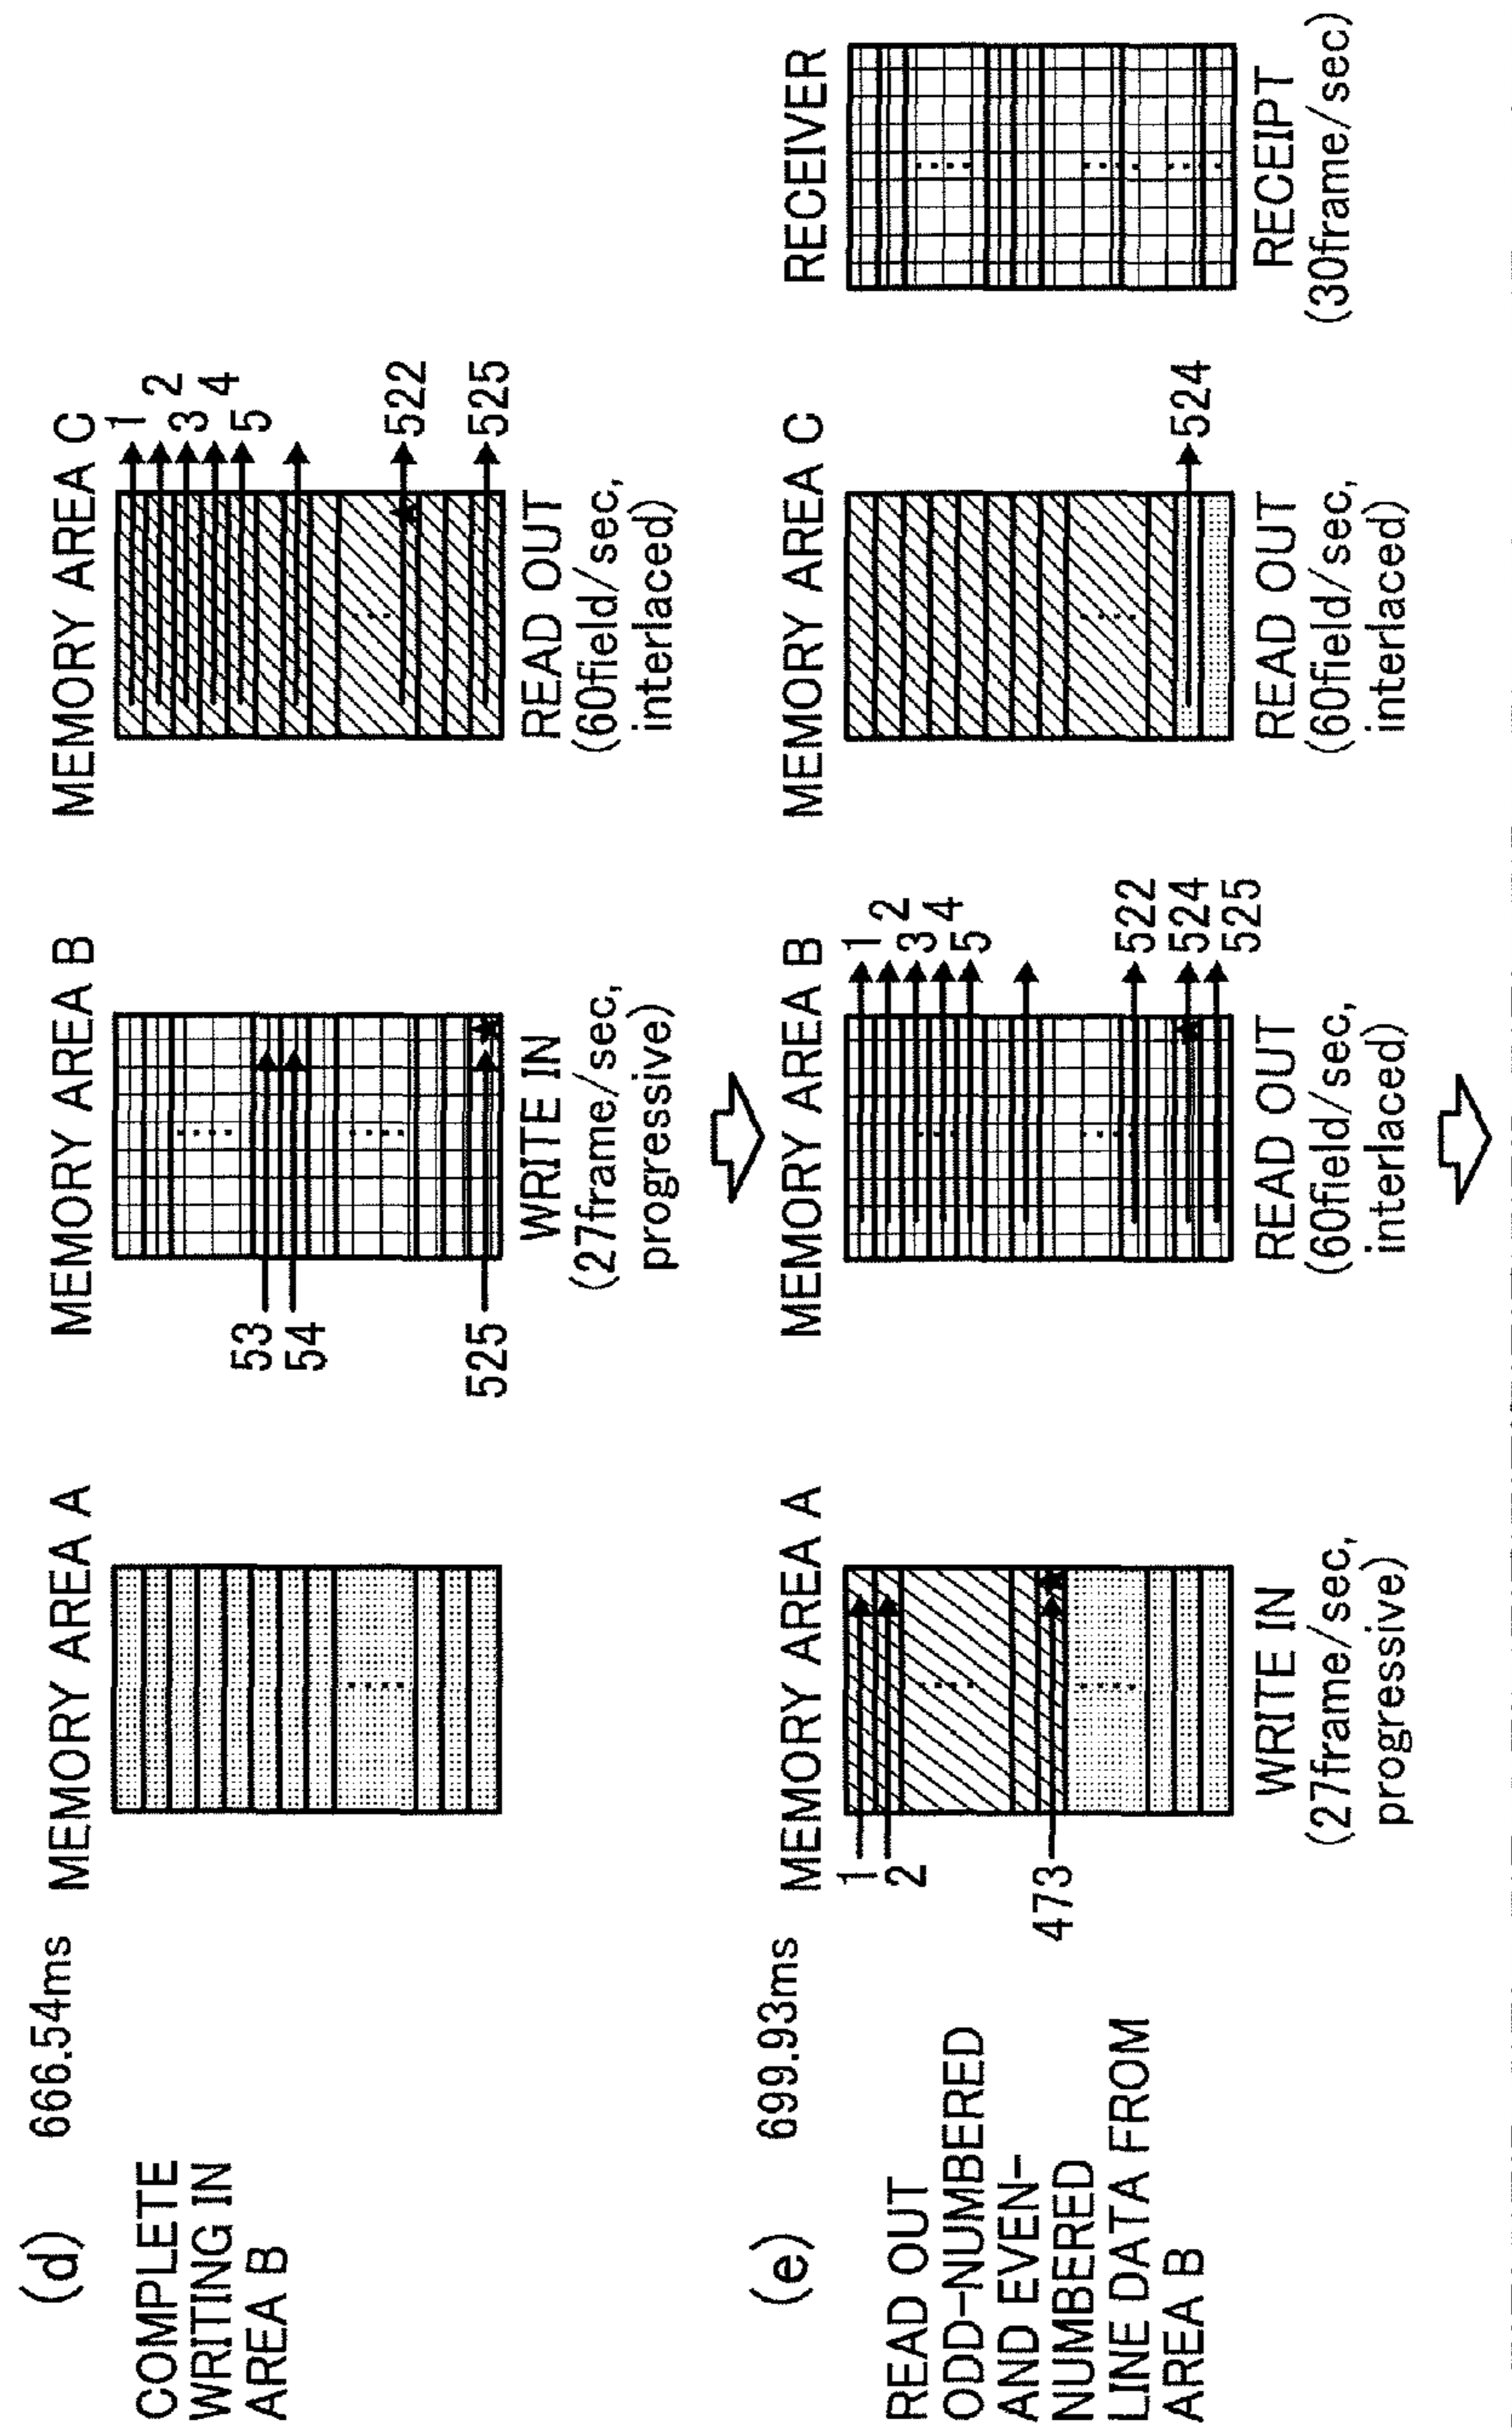 (d) 666.54ms
COMPLETE
WRITING IN
AREA B
MEMORY AREA A
MEMORY AREA B
53
54
525
WRITE IN
(27frame/sec,
progressive)
MEMORY AREA C
1
2
3
4
5
522
525
READ OUT
(60field/sec,
interlaced)
(e) 699.93ms
READ OUT
ODD-NUMBERED
AND EVEN-
NUMBERED
LINE DATA FROM
AREA B
MEMORY AREA A
1
2
473
WRITE IN
(27frame/sec,
progressive)
MEMORY AREA B
1
2
3
4
5
522
524
525
READ OUT
(60field/sec,
interlaced)
MEMORY AREA C
524
READ OUT
(60field/sec,
interlaced)
RECEIVER
RECEIPT
(30frame/sec)